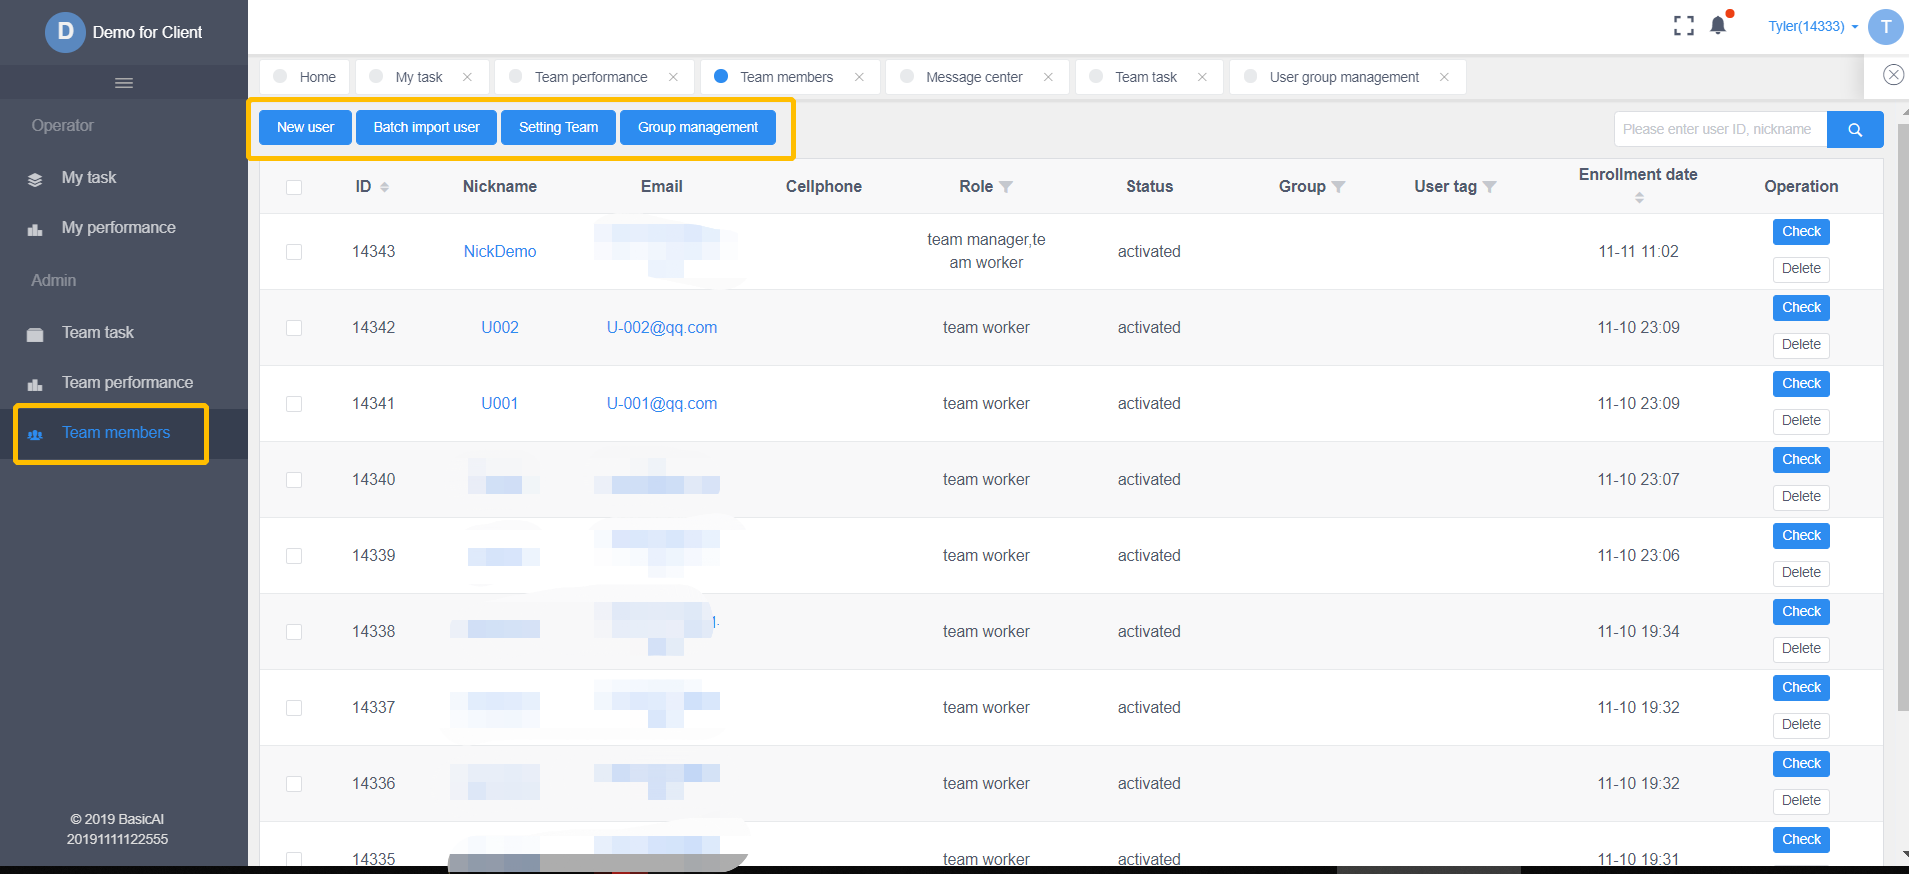 D Demo for Client
Tyler(14333) T
Home My task Team performance Team members Message center Team task User group management
Operator
My task
My performance
Admin
Team task
Team performance
Team members
© 2019 BasicAI
20191111122555
New user Batch import user Setting Team Group management
Please enter user ID, nickname
ID Nickname Email Cellphone Role Status Group User tag Enrollment date Operation
14343 NickDemo team manager,te activated 11-11 11:02 Check
am worker Delete
14342 U002 U-002@qq.com team worker activated 11-10 23:09 Check
Delete
14341 U001 U-001@qq.com team worker activated 11-10 23:09 Check
Delete
14340 team worker activated 11-10 23:07 Check
Delete
14339 team worker activated 11-10 23:06 Check
Delete
14338 team worker activated 11-10 19:34 Check
Delete
14337 team worker activated 11-10 19:32 Check
Delete
14336 team worker activated 11-10 19:32 Check
Delete
14335 team worker activated 11-10 19:31 Check